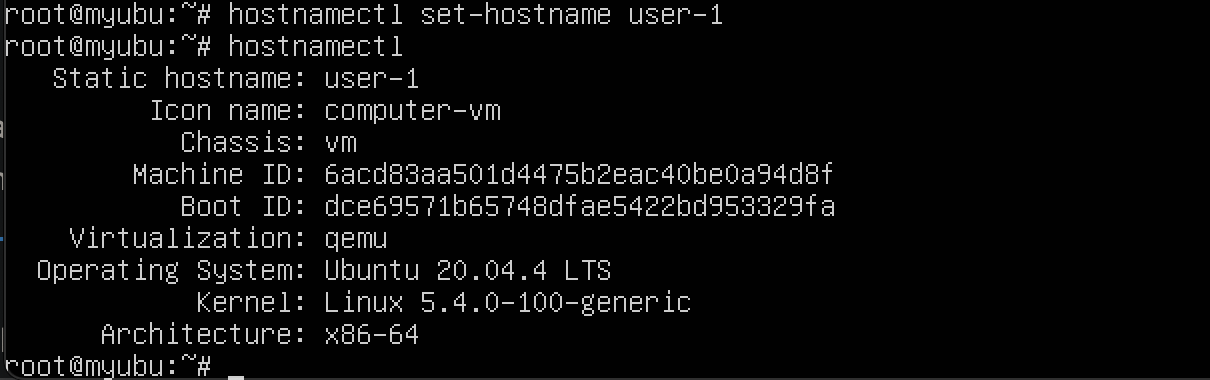 root@myubu:~# hostnamectl set-hostname user-1
root@myubu:~# hostnamectl
Static hostname: user-1
Icon name: computer-vm
Chassis: vm
Machine ID: 6acd83aa501d4475b2eac40be0a94d8f
Boot ID: dce69571b65748dfae5422bd953329fa
Virtualization: qemu
Operating System: Ubuntu 20.04.4 LTS
Kernel: Linux 5.4.0-100-generic
Architecture: x86-64
root@myubu:~#